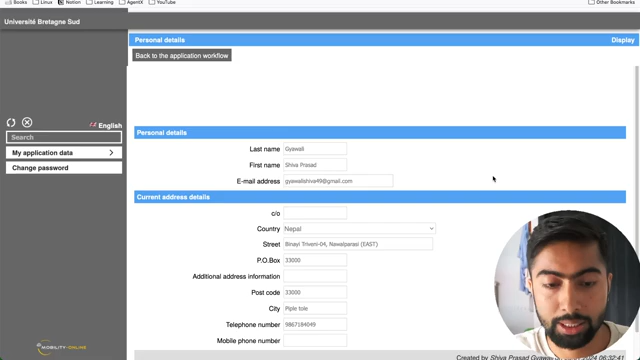 Books Linux Notion Learning AgentX YouTube Other Bookmarks
Université Bretagne Sud
Personal details Display
Back to the application workflow
English
Search
My application data
Change password
Personal details
Last name Gyawali
First name Shiva Prasad
E-mail address gyawalishiva49@gmail.com
Current address details
c/o
Country Nepal
Street Binayi Triveni-04, Nawalparasi (EAST)
P.O.Box 33000
Additional address information
Post code 33000
City Piple tole
Telephone number 9867184049
Mobile phone number
MOBILITY-ONLINE
Created by Shiva Prasad Gyawali 06:32:41